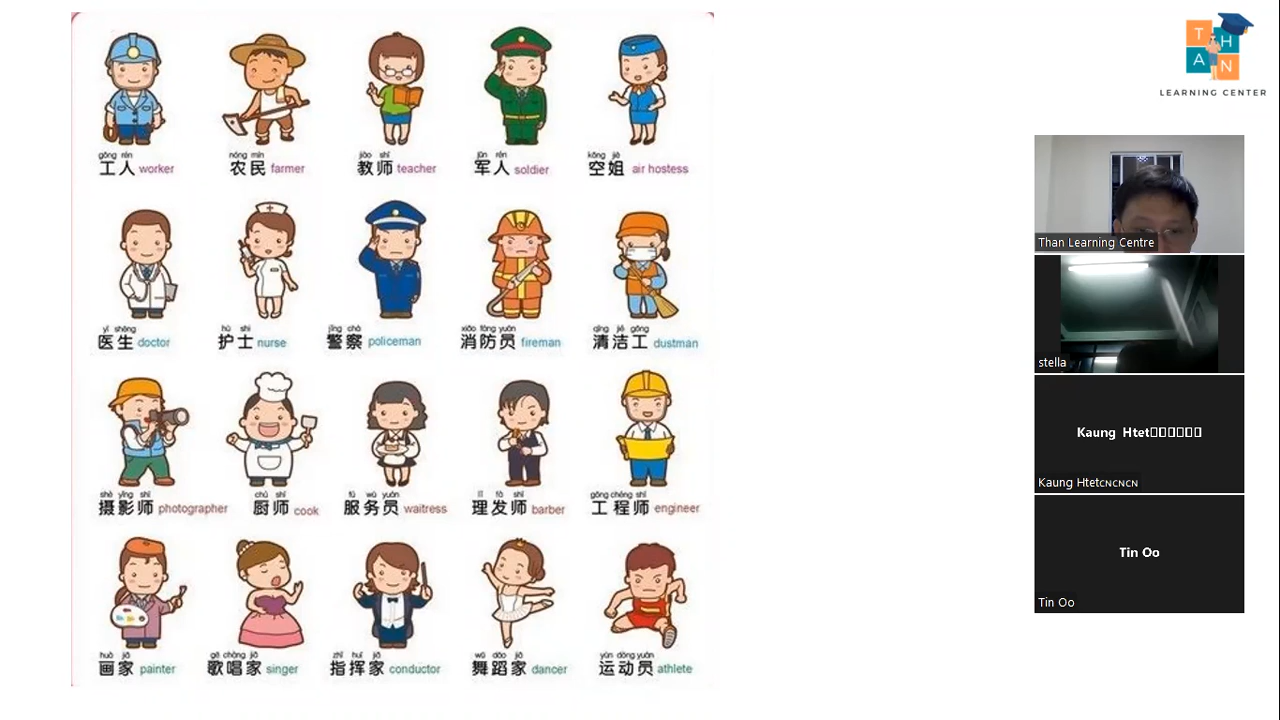 gōng rén
工人 worker
nóng mín
农民 farmer
jiào shī
教师 teacher
jūn rén
军人 soldier
kōng jiě
空姐 air hostess
yī shēng
医生 doctor
hù shi
护士 nurse
jǐng chá
警察 policeman
xiāo fáng yuán
消防员 fireman
qīng jié gōng
清洁工 dustman
shè yǐng shī
摄影师 photographer
chú shī
厨师 cook
fú wù yuán
服务员 waitress
lǐ fà shī
理发师 barber
gōng chéng shī
工程师 engineer
huà jiā
画家 painter
gē chàng jiā
歌唱家 singer
zhǐ huī jiā
指挥家 conductor
wǔ dǎo jiā
舞蹈家 dancer
yùn dòng yuán
运动员 athlete
T H
A N
LEARNING CENTER
Than Learning Centre
stella
Kaung Htet
Kaung HtetCNCNCN
Tin Oo
Tin Oo